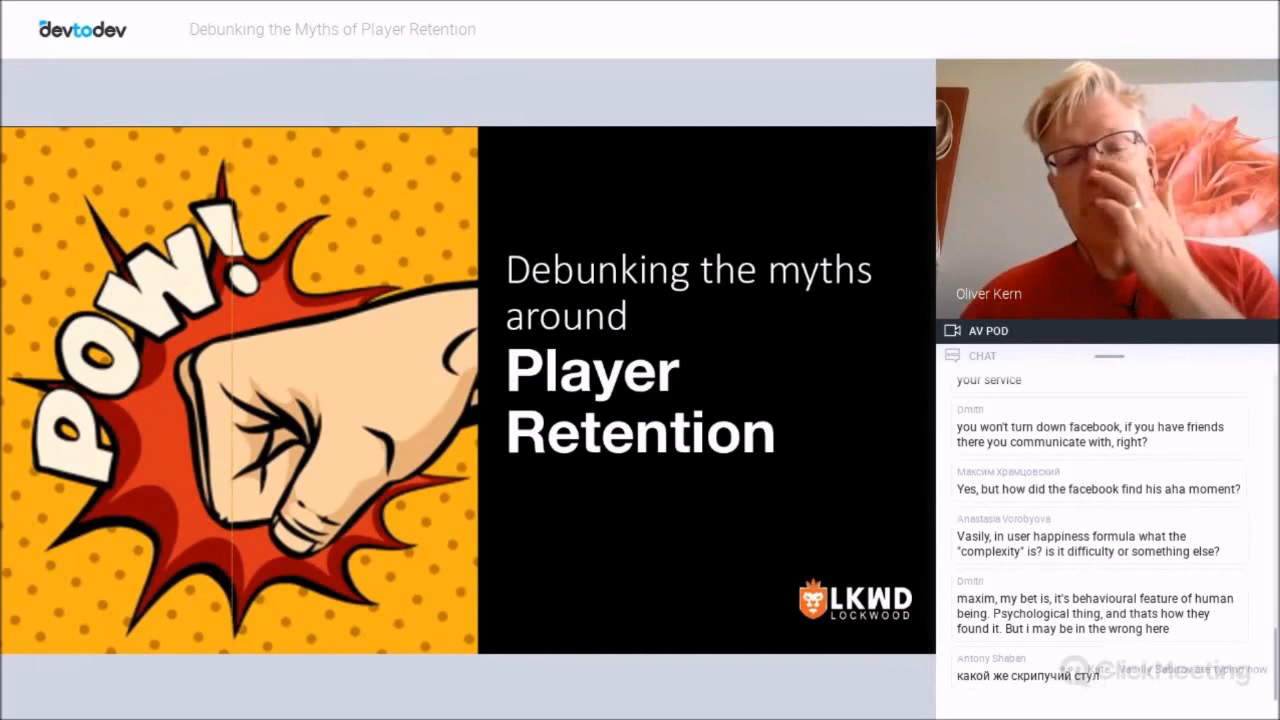 devtodev
Debunking the Myths of Player Retention
POW!
Debunking the myths
around
Player
Retention
LKWD
LOCKWOOD
Oliver Kern
AV POD
CHAT
your service
Dmitri
you won't turn down facebook, if you have friends
there you communicate with, right?
Максим Храмцовский
Yes, but how did the facebook find his aha moment?
Anastasia Vorobyova
Vasily, in user happiness formula what the
"complexity" is? is it difficulty or something else?
Dmitri
maxim, my bet is, it's behavioural feature of human
being. Psychological thing, and thats how they
found it. But i may be in the wrong here
Antony Shaban
какой же скрипучий стул
Vasiliy Sabirov are typing now
ClickMeeting